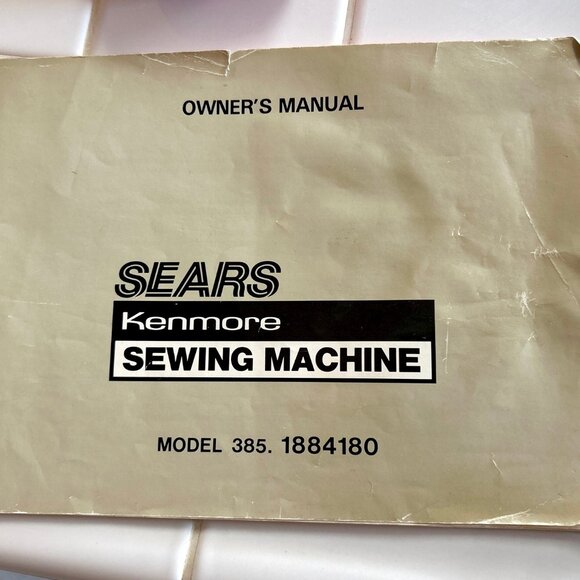 OWNER'S MANUAL
SEARS
Kenmore
SEWING MACHINE
MODEL 385. 1884180